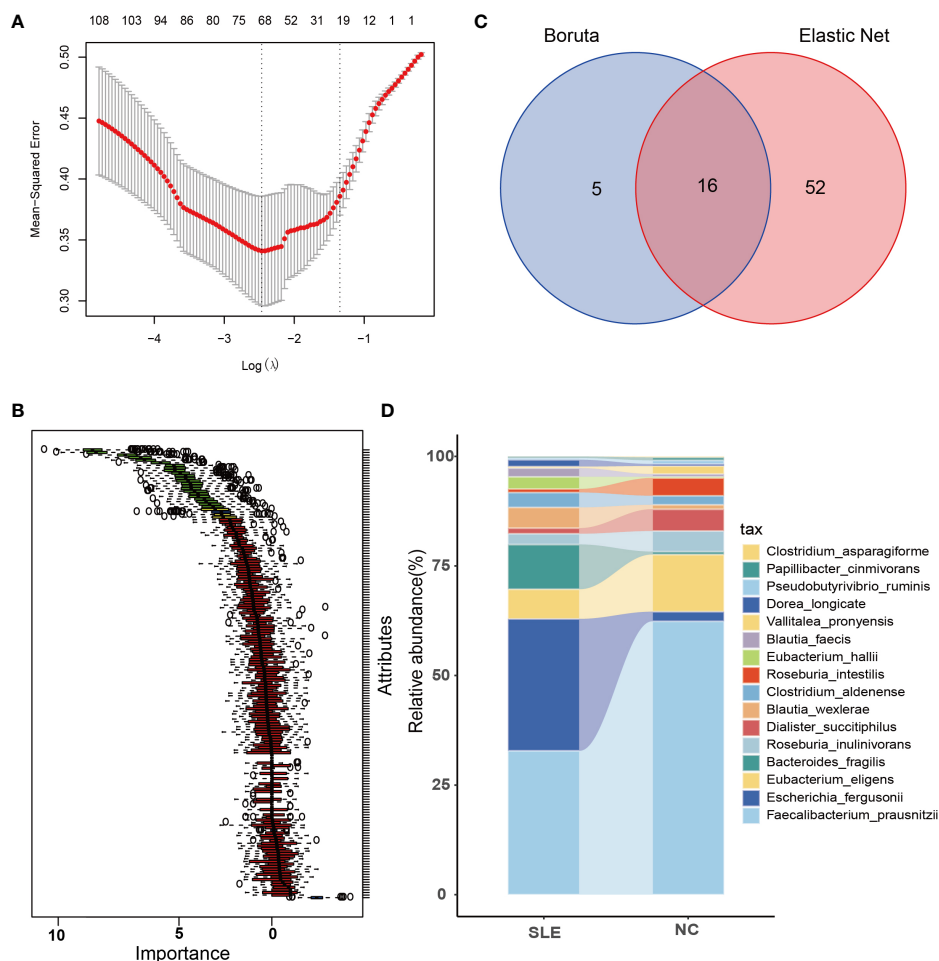 A
108 103 94 86 80 75 68 52 31 19 12 1 1
0.50
0.45
0.40
0.35
0.30
Mean-Squared Error
-4 -3 -2 -1
Log (λ)
C
Boruta Elastic Net
5 16 52
B
Attributes
10 5 0
Importance
D
100
75
50
25
0
Relative abundance(%)
SLE NC
tax
Clostridium_asparagiforme
Papillibacter_cinmivorans
Pseudobutyrivibrio_ruminis
Dorea_longicate
Vallitalea_pronyensis
Blautia_faecis
Eubacterium_hallii
Roseburia_intestilis
Clostridium_aldenense
Blautia_wexlerae
Dialister_succitiphilus
Roseburia_inulinivorans
Bacteroides_fragilis
Eubacterium_eligens
Escherichia_fergusonii
Faecalibacterium_prausnitzii